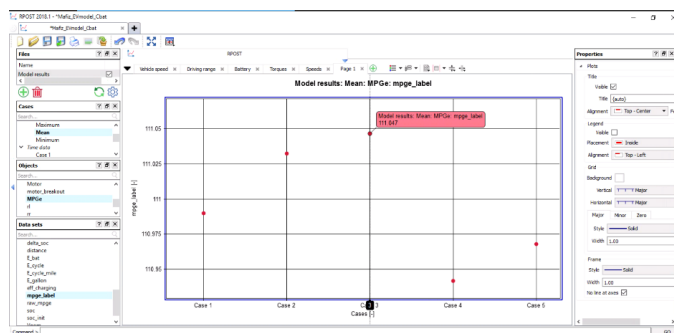 RPOST 2018.1 - *Mafiz_EVmodel_Cbat
*Mafiz_EVmodel_Cbat
Files
Name
Model results
Cases
Search...
Maximum
Mean
Minimum
Time data
Case 1
Objects
Search...
Motor
motor_breakout
MPGe
rl
rr
Data sets
Search...
delta_soc
distance
E_bat
E_cycle
E_cycle_mile
E_gallon
eff_charging
mpge_label
raw_mpge
soc
soc_init
Command >
RPOST
Vehicle speed
Driving range
Battery
Torques
Speeds
Page 1
Model results: Mean: MPGe: mpge_label
Model results: Mean: MPGe: mpge_label
111.047
111.05
111.025
111
110.975
110.95
mpge_label [-]
Case 1
Case 2
Case 4
Case 5
Cases [-]
Properties
Plots
Title
Visible
Title (auto)
Alignment Top - Center
Legend
Visible
Placement Inside
Alignment Top - Left
Grid
Background
Vertical Major
Horizontal Major
Major Minor Zero
Style Solid
Width 1.00
Frame
Style Solid
Width 1.00
No line at axes